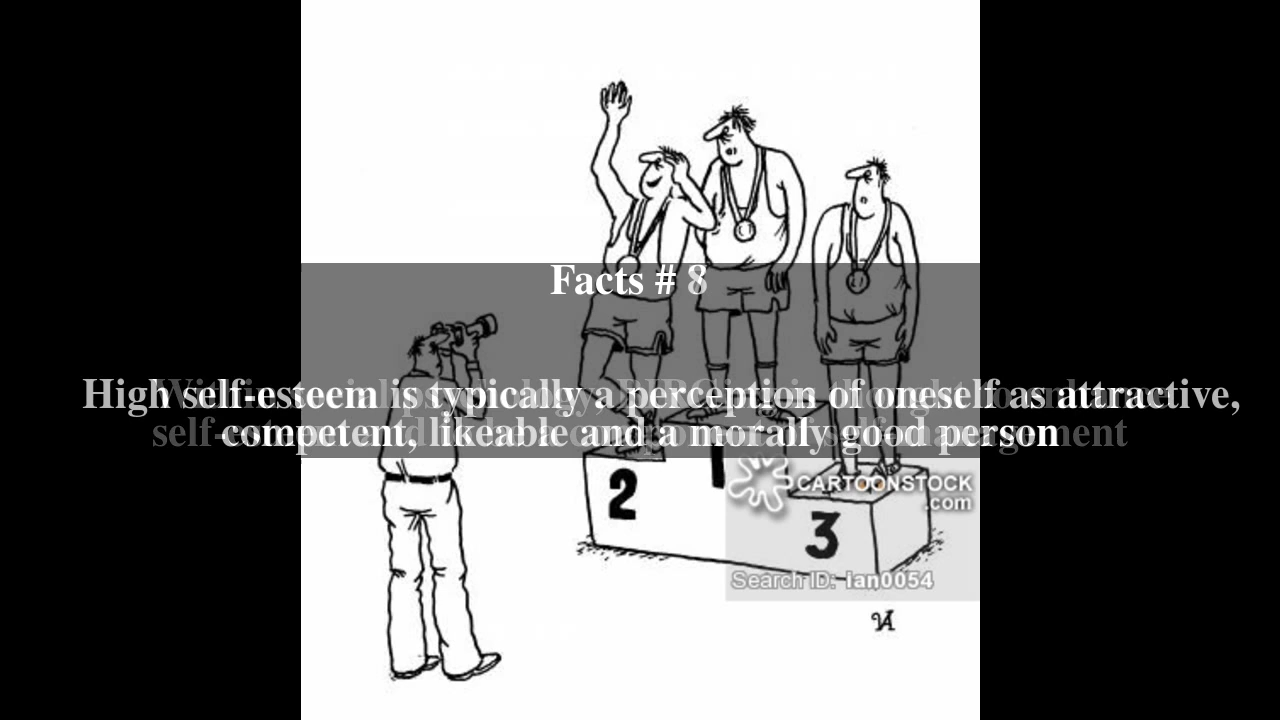 Facts # 8
High self-esteem is typically a perception of oneself as attractive,
competent, likeable and a morally good person
2
1
3
CARTOONSTOCK
.com
Search ID: Ian0054